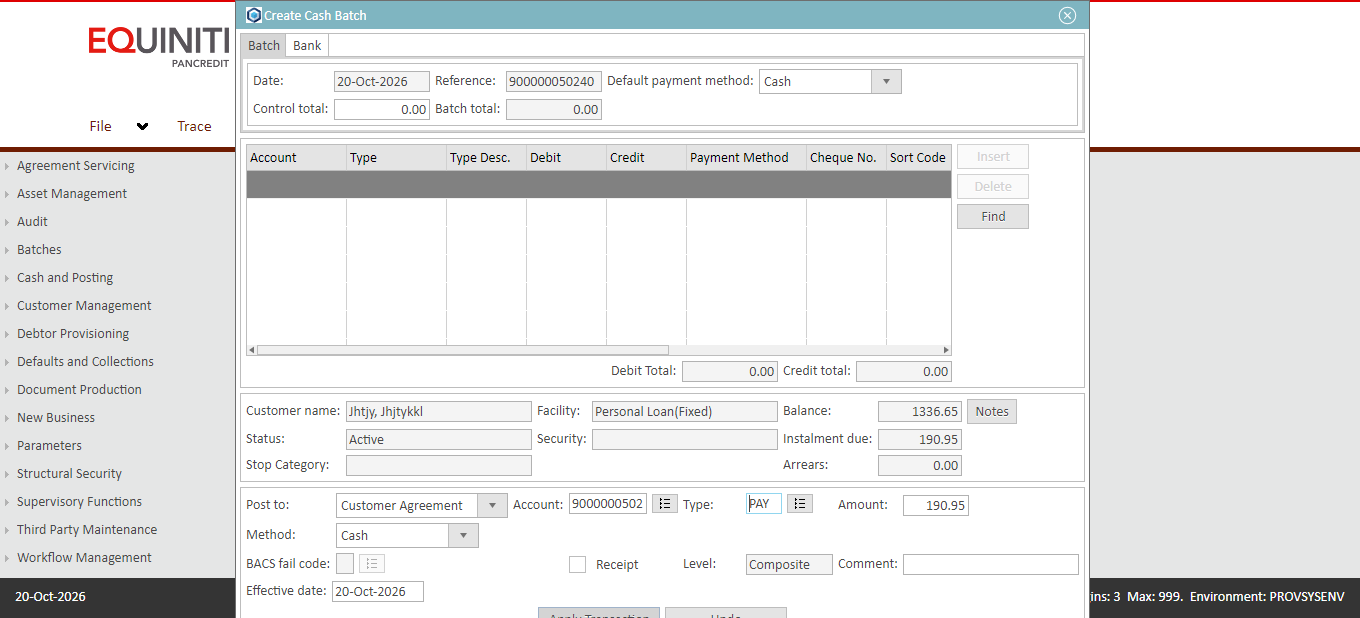 Create Cash Batch
EQUINITI
PANCREDIT
File Trace
Batch Bank
Date: 20-Oct-2026 Reference: 900000050240 Default payment method: Cash
Control total: 0.00 Batch total: 0.00
Account Type Type Desc. Debit Credit Payment Method Cheque No. Sort Code
Insert
Delete
Find
Debit Total: 0.00 Credit total: 0.00
Customer name: Jhtjy, Jhjtykkl Facility: Personal Loan(Fixed) Balance: 1336.65 Notes
Status: Active Security: Instalment due: 190.95
Stop Category: Arrears: 0.00
Post to: Customer Agreement Account: 9000000502 Type: PAY Amount: 190.95
Method: Cash
BACS fail code: Receipt Level: Composite Comment:
Effective date: 20-Oct-2026
Apply Transaction Undo
Agreement Servicing
Asset Management
Audit
Batches
Cash and Posting
Customer Management
Debtor Provisioning
Defaults and Collections
Document Production
New Business
Parameters
Structural Security
Supervisory Functions
Third Party Maintenance
Workflow Management
20-Oct-2026 ins: 3 Max: 999. Environment: PROVSYSENV